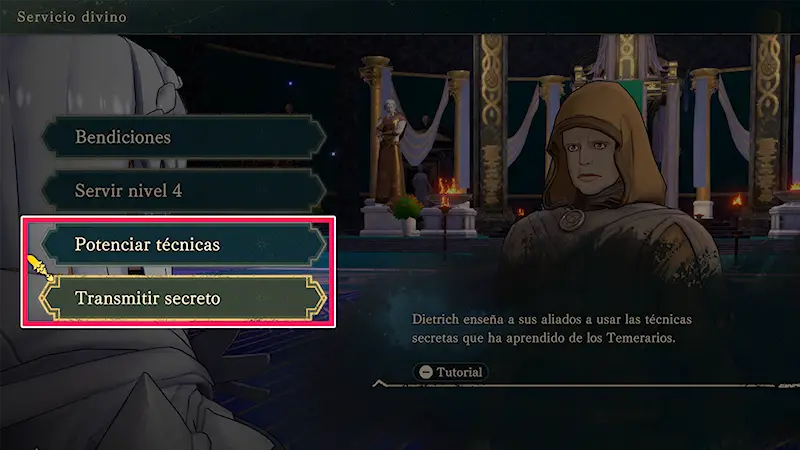 Servicio divino
Bendiciones
Servir nivel 4
Potenciar técnicas
Transmitir secreto
Dietrich enseña a sus aliados a usar las técnicas
secretas que ha aprendido de los Temerarios.
Tutorial